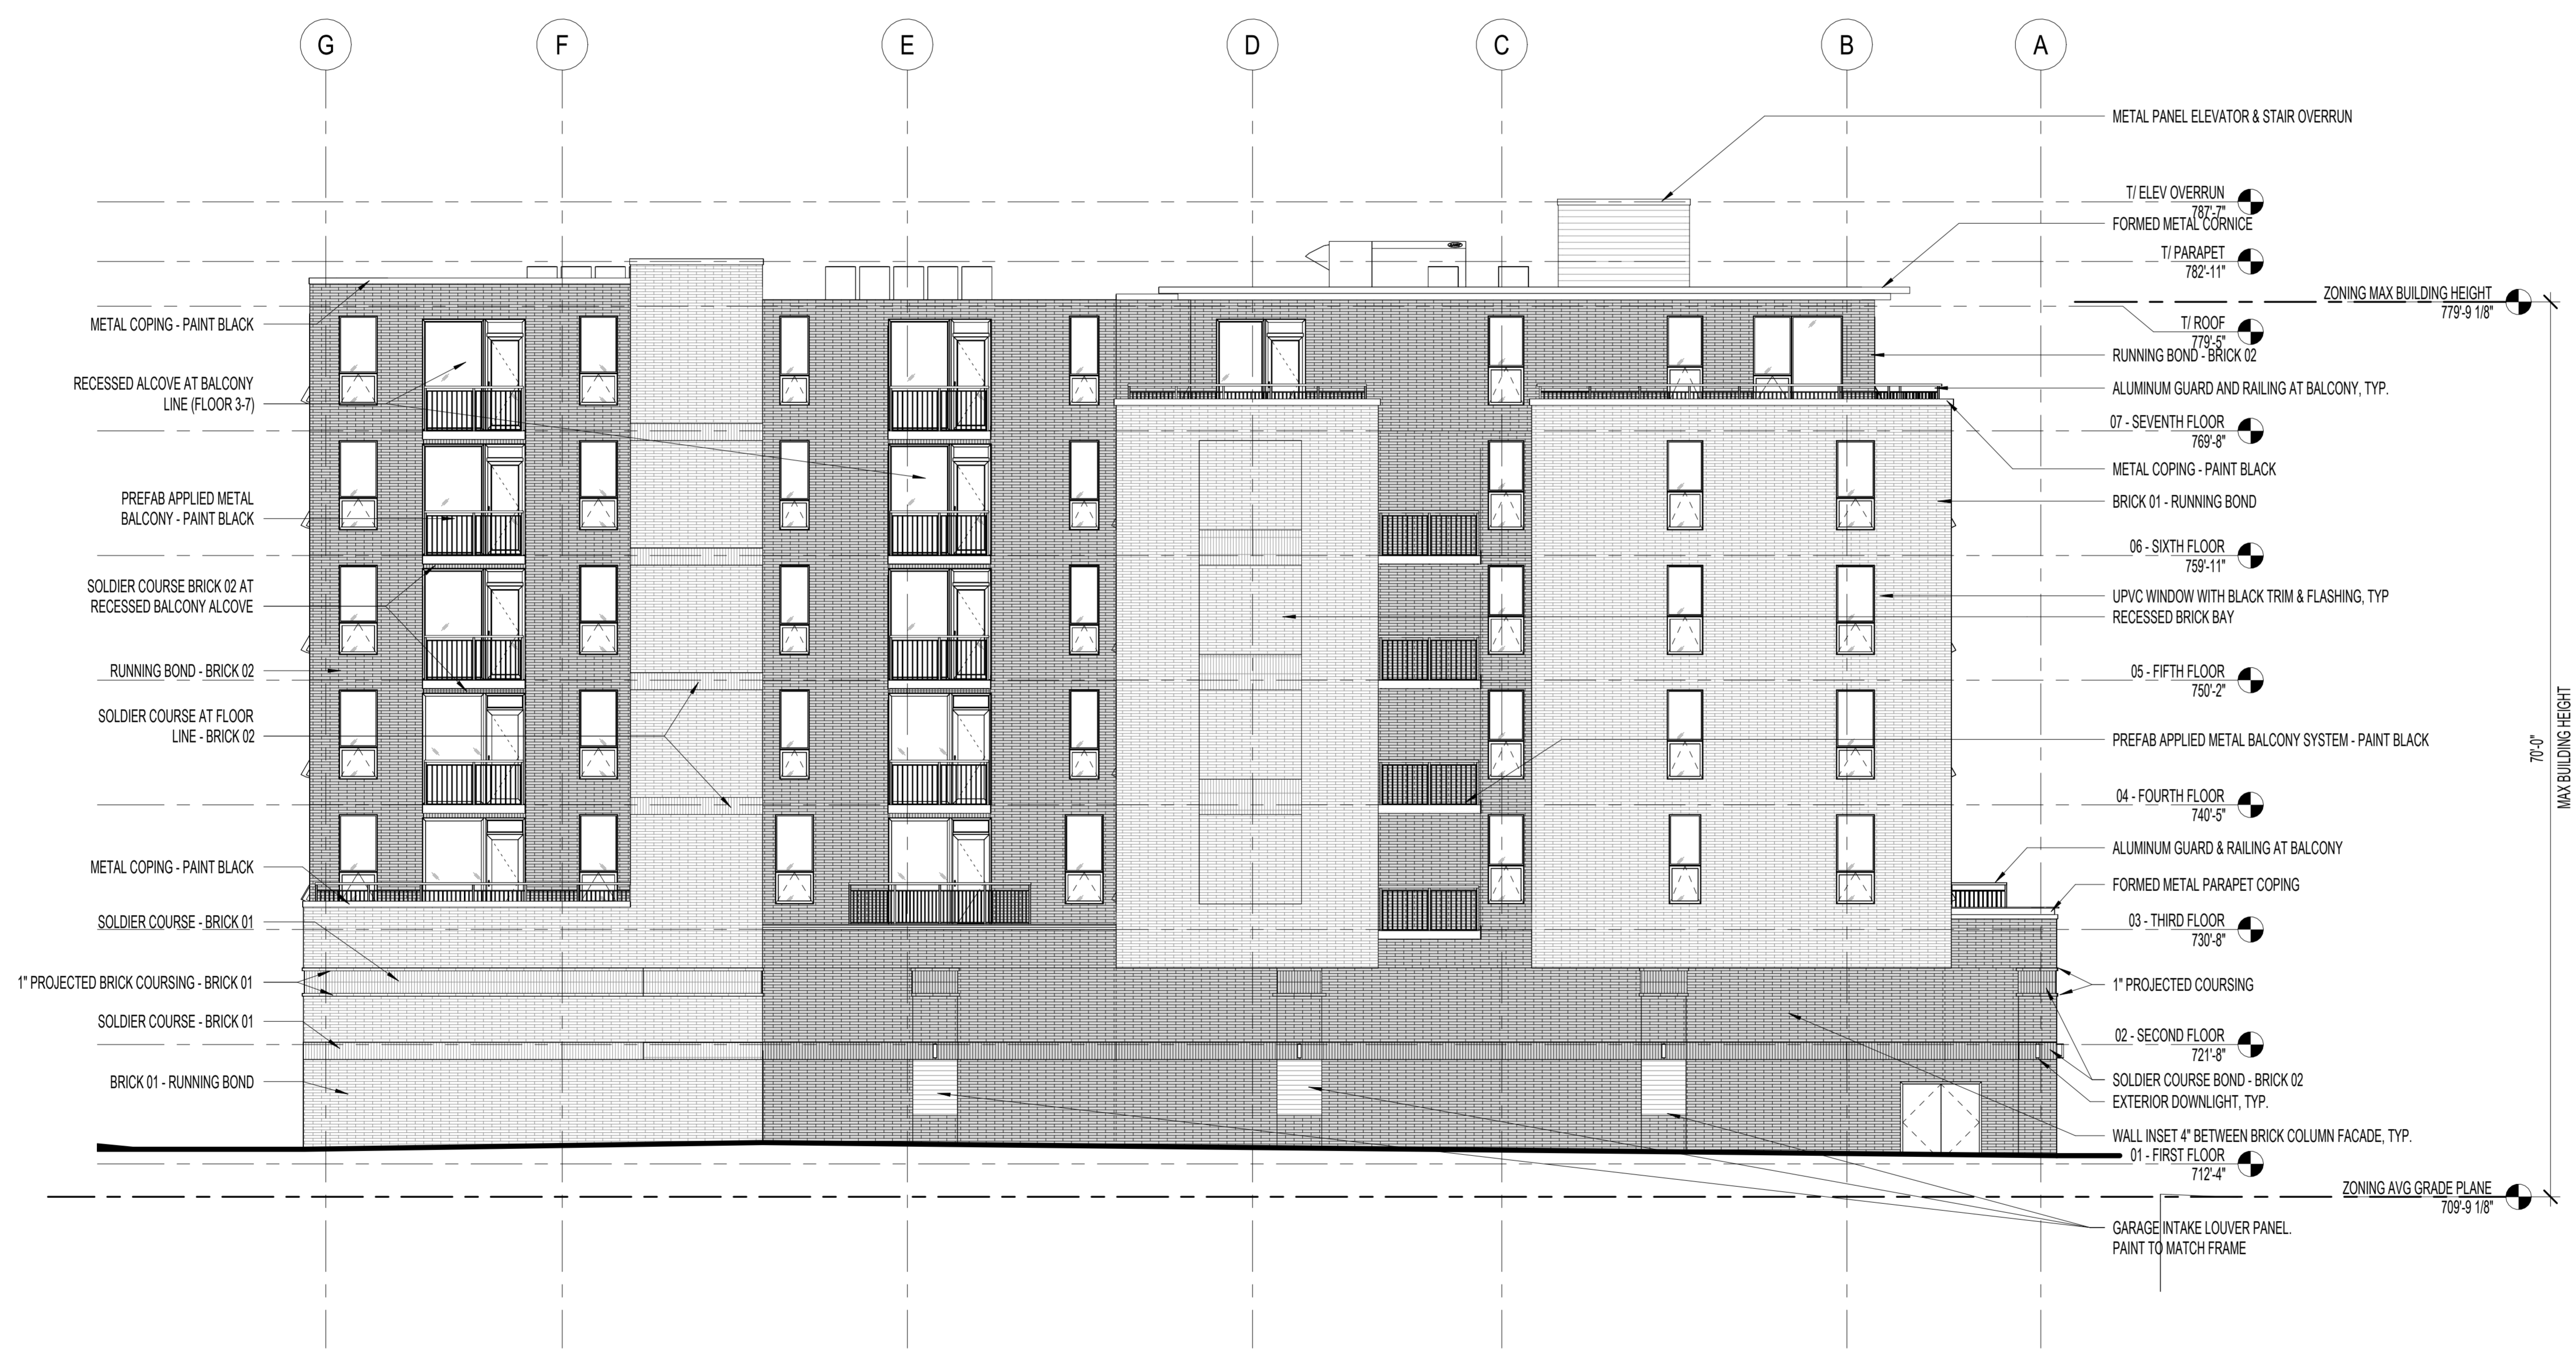 G
F
E
D
C
B
A
METAL PANEL ELEVATOR & STAIR OVERRUN
T/ ELEV OVERRUN
787'-7"
FORMED METAL CORNICE
T/ PARAPET
782'-11"
ZONING MAX BUILDING HEIGHT
779'-9 1/8"
T/ ROOF
779'-5"
RUNNING BOND - BRICK 02
ALUMINUM GUARD AND RAILING AT BALCONY, TYP.
07 - SEVENTH FLOOR
769'-8"
METAL COPING - PAINT BLACK
BRICK 01 - RUNNING BOND
06 - SIXTH FLOOR
759'-11"
UPVC WINDOW WITH BLACK TRIM & FLASHING, TYP
RECESSED BRICK BAY
05 - FIFTH FLOOR
750'-2"
PREFAB APPLIED METAL BALCONY SYSTEM - PAINT BLACK
70'-0"
MAX BUILDING HEIGHT
04 - FOURTH FLOOR
740'-5"
ALUMINUM GUARD & RAILING AT BALCONY
FORMED METAL PARAPET COPING
03 - THIRD FLOOR
730'-8"
1" PROJECTED COURSING
02 - SECOND FLOOR
721'-8"
SOLDIER COURSE BOND - BRICK 02
EXTERIOR DOWNLIGHT, TYP.
WALL INSET 4" BETWEEN BRICK COLUMN FACADE, TYP.
01 - FIRST FLOOR
712'-4"
ZONING AVG GRADE PLANE
709'-9 1/8"
GARAGE INTAKE LOUVER PANEL.
PAINT TO MATCH FRAME
METAL COPING - PAINT BLACK
RECESSED ALCOVE AT BALCONY
LINE (FLOOR 3-7)
PREFAB APPLIED METAL
BALCONY - PAINT BLACK
SOLDIER COURSE BRICK 02 AT
RECESSED BALCONY ALCOVE
RUNNING BOND - BRICK 02
SOLDIER COURSE AT FLOOR
LINE - BRICK 02
METAL COPING - PAINT BLACK
SOLDIER COURSE - BRICK 01
1" PROJECTED BRICK COURSING - BRICK 01
SOLDIER COURSE - BRICK 01
BRICK 01 - RUNNING BOND